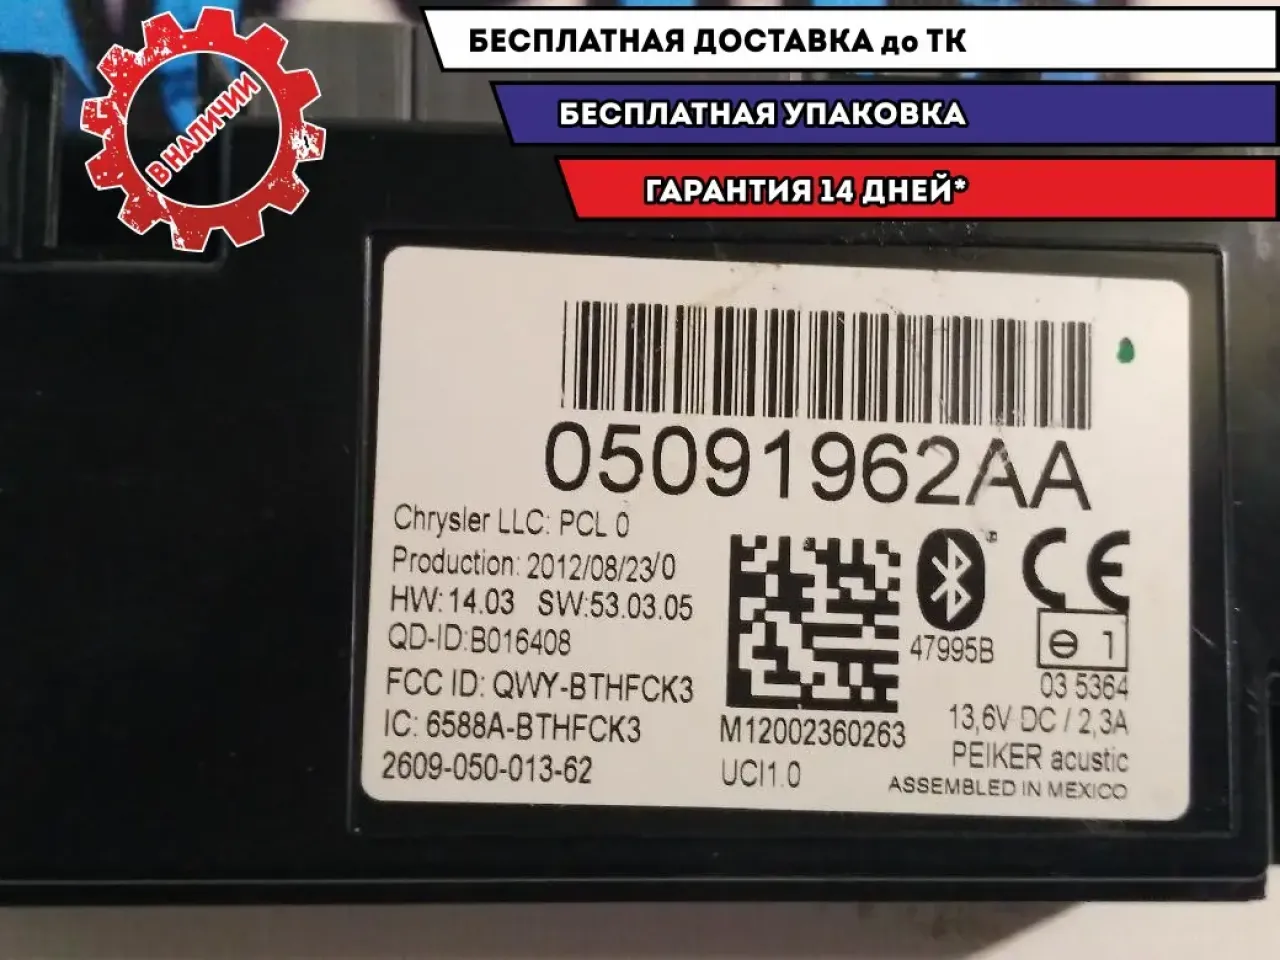 БЕСПЛАТНАЯ ДОСТАВКА до ТК
БЕСПЛАТНАЯ УПАКОВКА
ГАРАНТИЯ 14 ДНЕЙ*
В НАЛИЧИИ
05091962AA
Chrysler LLC: PCL 0
Production: 2012/08/23/0
HW:14.03 SW:53.03.05
QD-ID:B016408
FCC ID: QWY-BTHFCK3
IC: 6588A-BTHFCK3
2609-050-013-62
M12002360263
UCI1.0
47995B
CE
1
03 5364
13,6V DC / 2,3A
PEIKER acustic
ASSEMBLED IN MEXICO